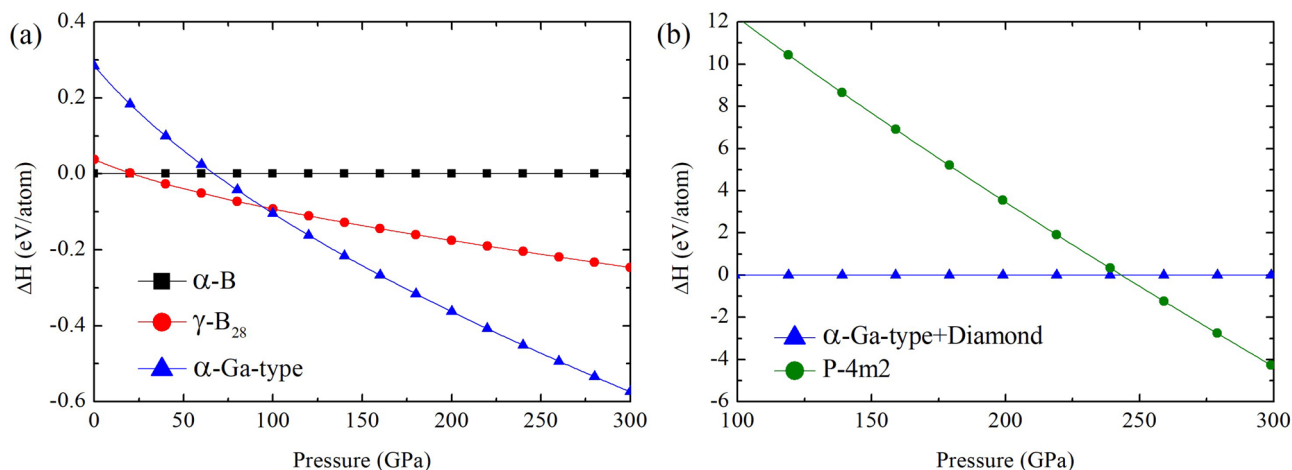 (a)
ΔH (eV/atom)
0.4
0.2
0.0
-0.2
-0.4
-0.6
α-B
γ-B₂₈
α-Ga-type
0 50 100 150 200 250 300
Pressure (GPa)
(b)
ΔH (eV/atom)
12
10
8
6
4
2
0
-2
-4
-6
α-Ga-type+Diamond
P-4m2
100 150 200 250 300
Pressure (GPa)